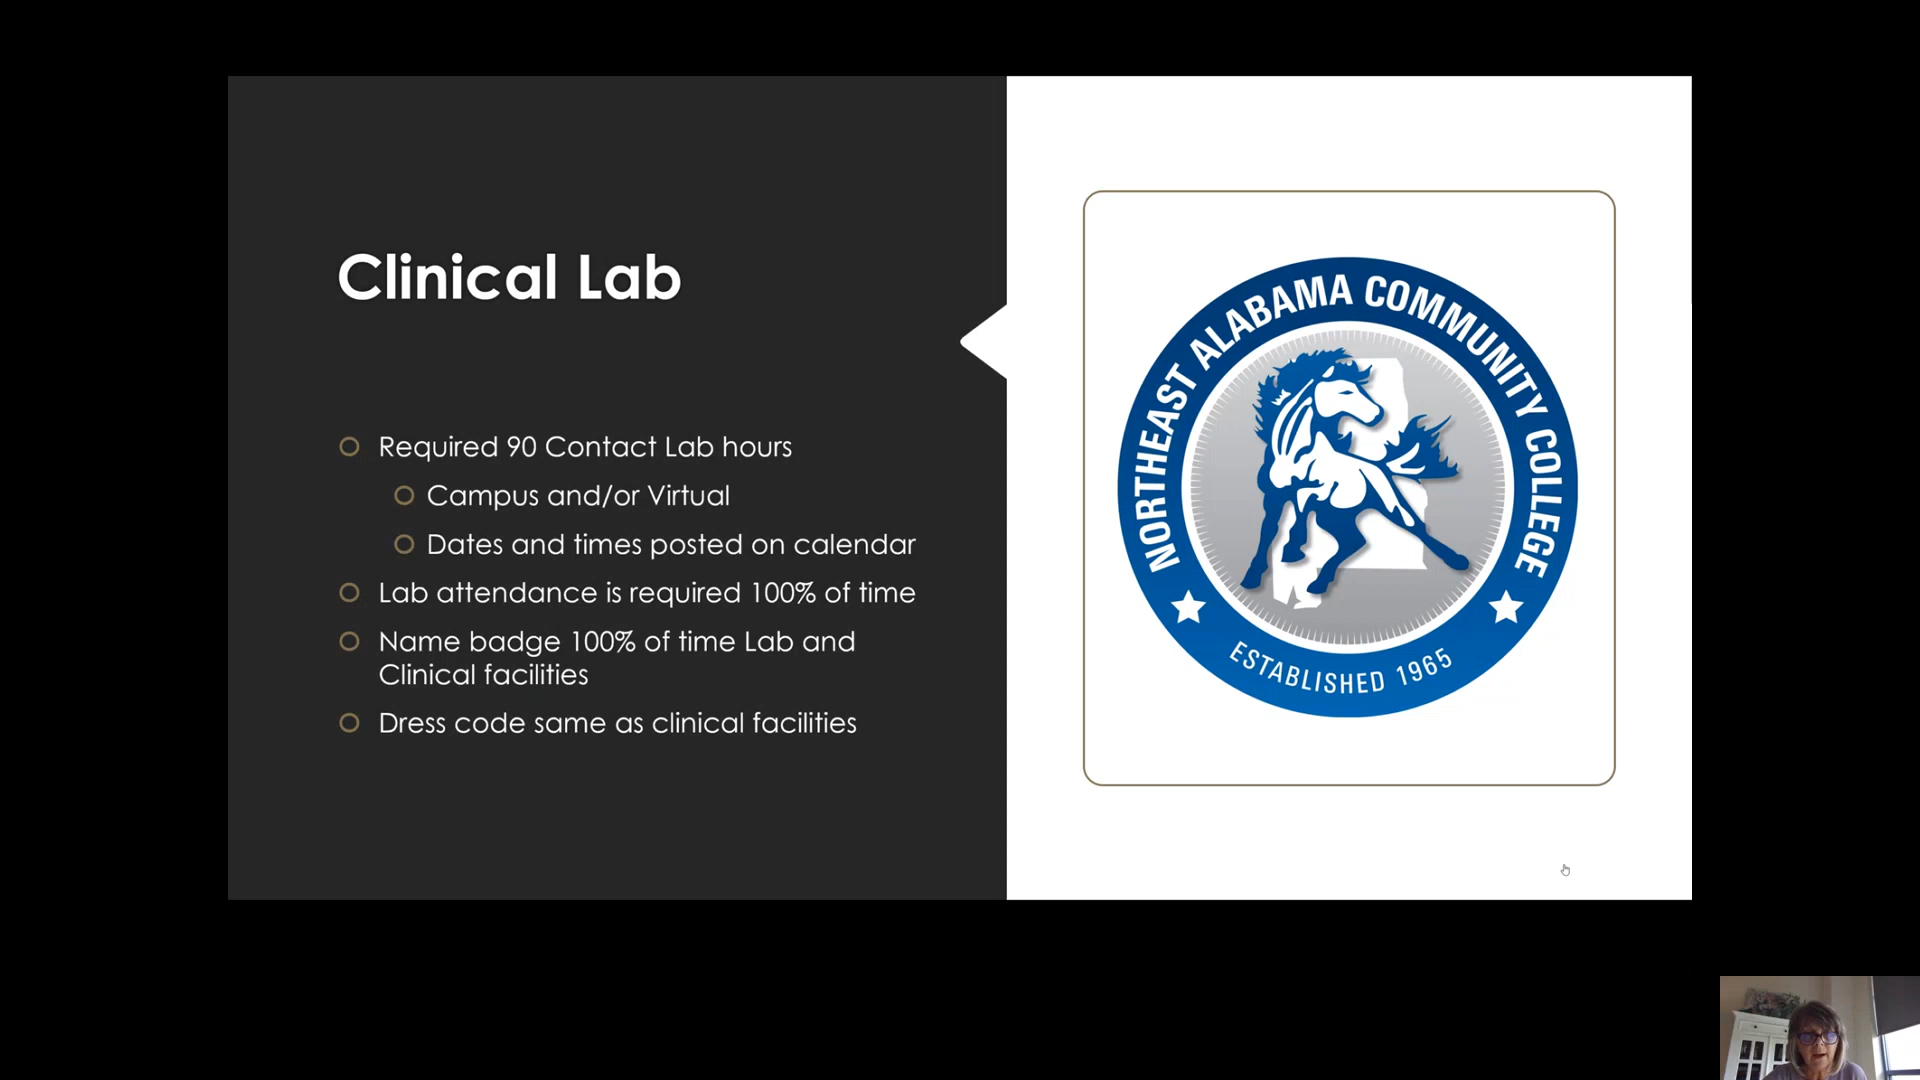 Clinical Lab
Required 90 Contact Lab hours
Campus and/or Virtual
Dates and times posted on calendar
Lab attendance is required 100% of time
Name badge 100% of time Lab and
Clinical facilities
Dress code same as clinical facilities
NORTHEAST ALABAMA COMMUNITY COLLEGE
ESTABLISHED 1965